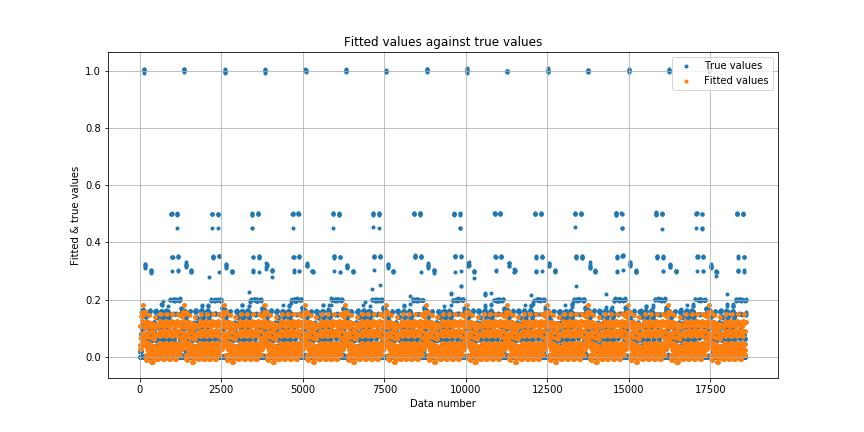 Fitted values against true values
True values
Fitted values
Fitted & true values
1.0
0.8
0.6
0.4
0.2
0.0
0
2500
5000
7500
10000
12500
15000
17500
Data number